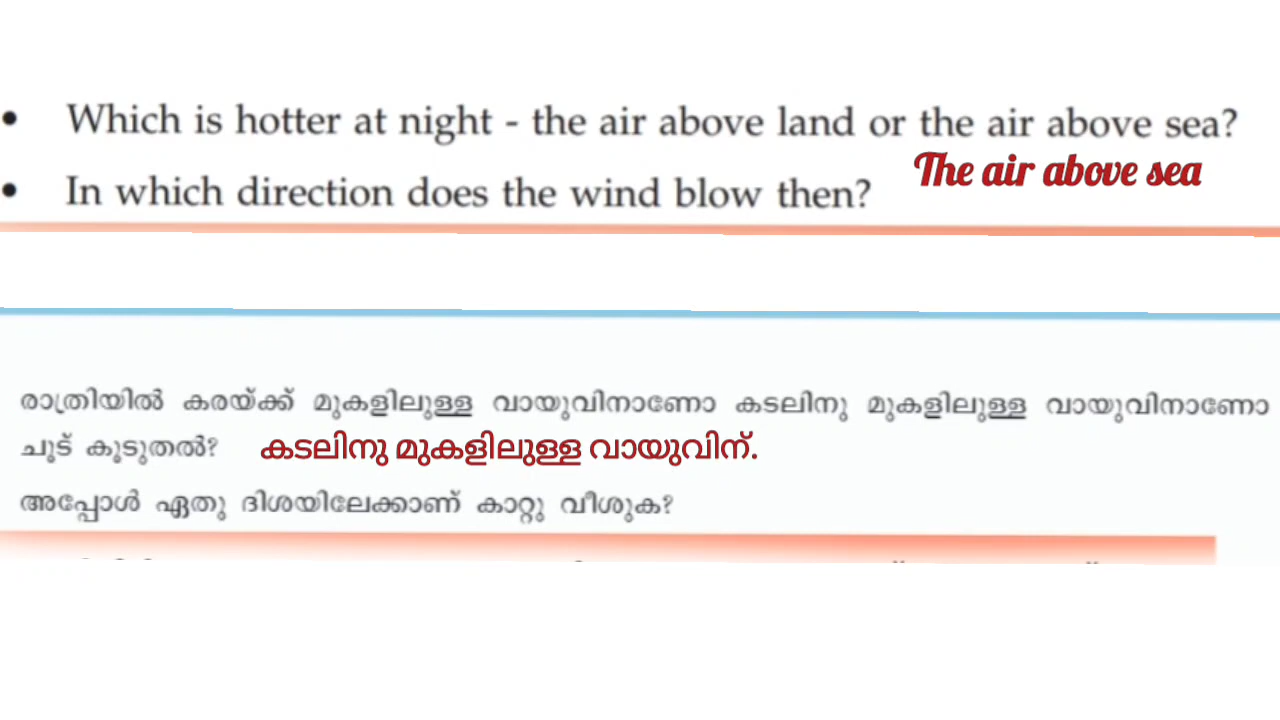 • Which is hotter at night - the air above land or the air above sea?
The air above sea
• In which direction does the wind blow then?
രാത്രിയിൽ കരയ്ക്ക് മുകളിലുള്ള വായുവിനാണോ കടലിനു മുകളിലുള്ള വായുവിനാണോ
ചൂട് കൂടുതൽ? കടലിനു മുകളിലുള്ള വായുവിന്.
അപ്പോൾ ഏതു ദിശയിലേക്കാണ് കാറ്റു വീശുക?